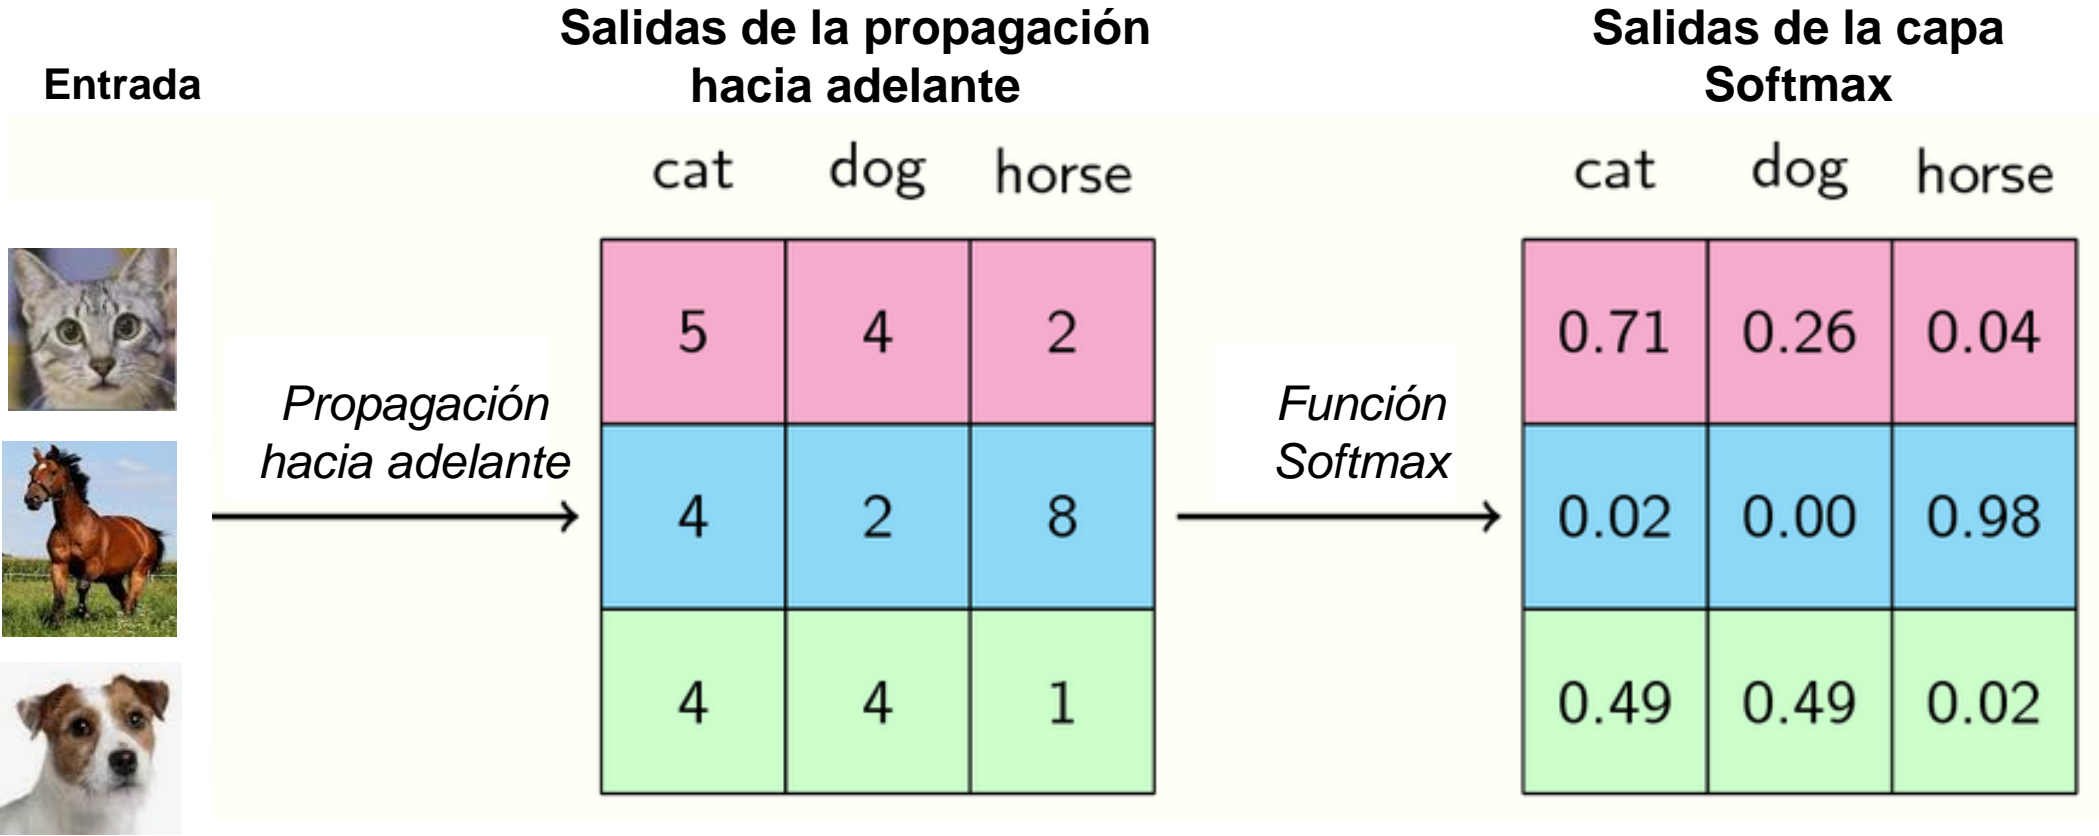 Entrada
Salidas de la propagación
hacia adelante
Salidas de la capa
Softmax
Propagación
hacia adelante
cat dog horse
5 4 2
4 2 8
4 4 1
Función
Softmax
cat dog horse
0.71 0.26 0.04
0.02 0.00 0.98
0.49 0.49 0.02